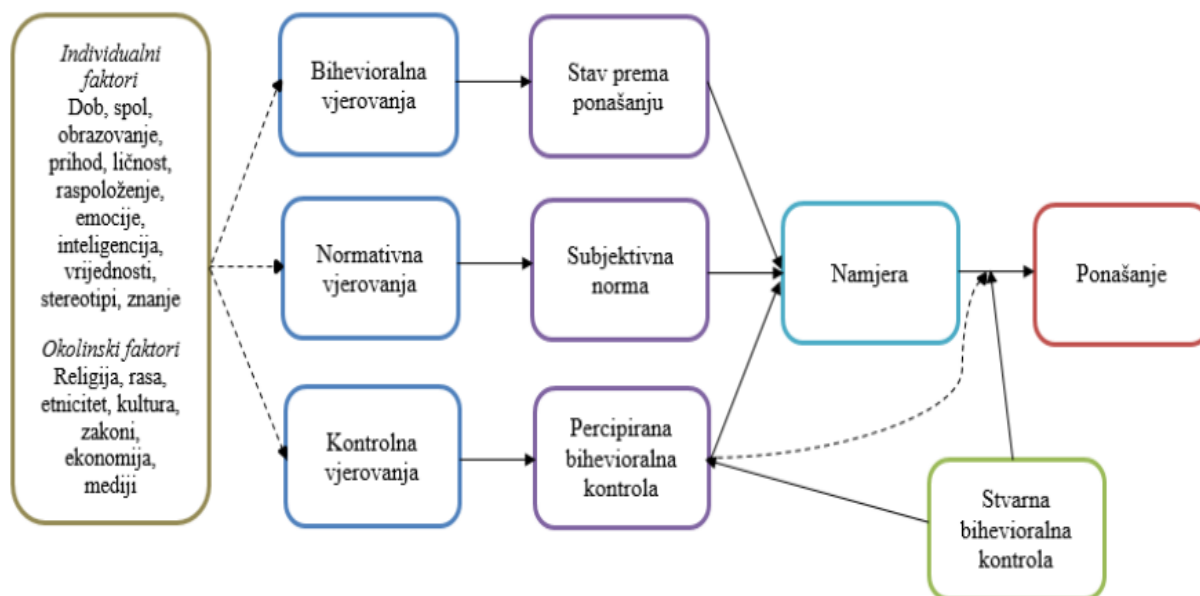 Individualni
faktori
Dob, spol,
obrazovanje,
prihod, ličnost,
raspoloženje,
emocije,
inteligencija,
vrijednosti,
stereotipi, znanje
Okolinski faktori
Religija, rasa,
etnicitet, kultura,
zakoni,
ekonomija,
mediji
Bihevioralna
vjerovanja
Normativna
vjerovanja
Kontrolna
vjerovanja
Stav prema
ponašanju
Subjektivna
norma
Percipirana
bihevioralna
kontrola
Namjera
Ponašanje
Stvarna
bihevioralna
kontrola